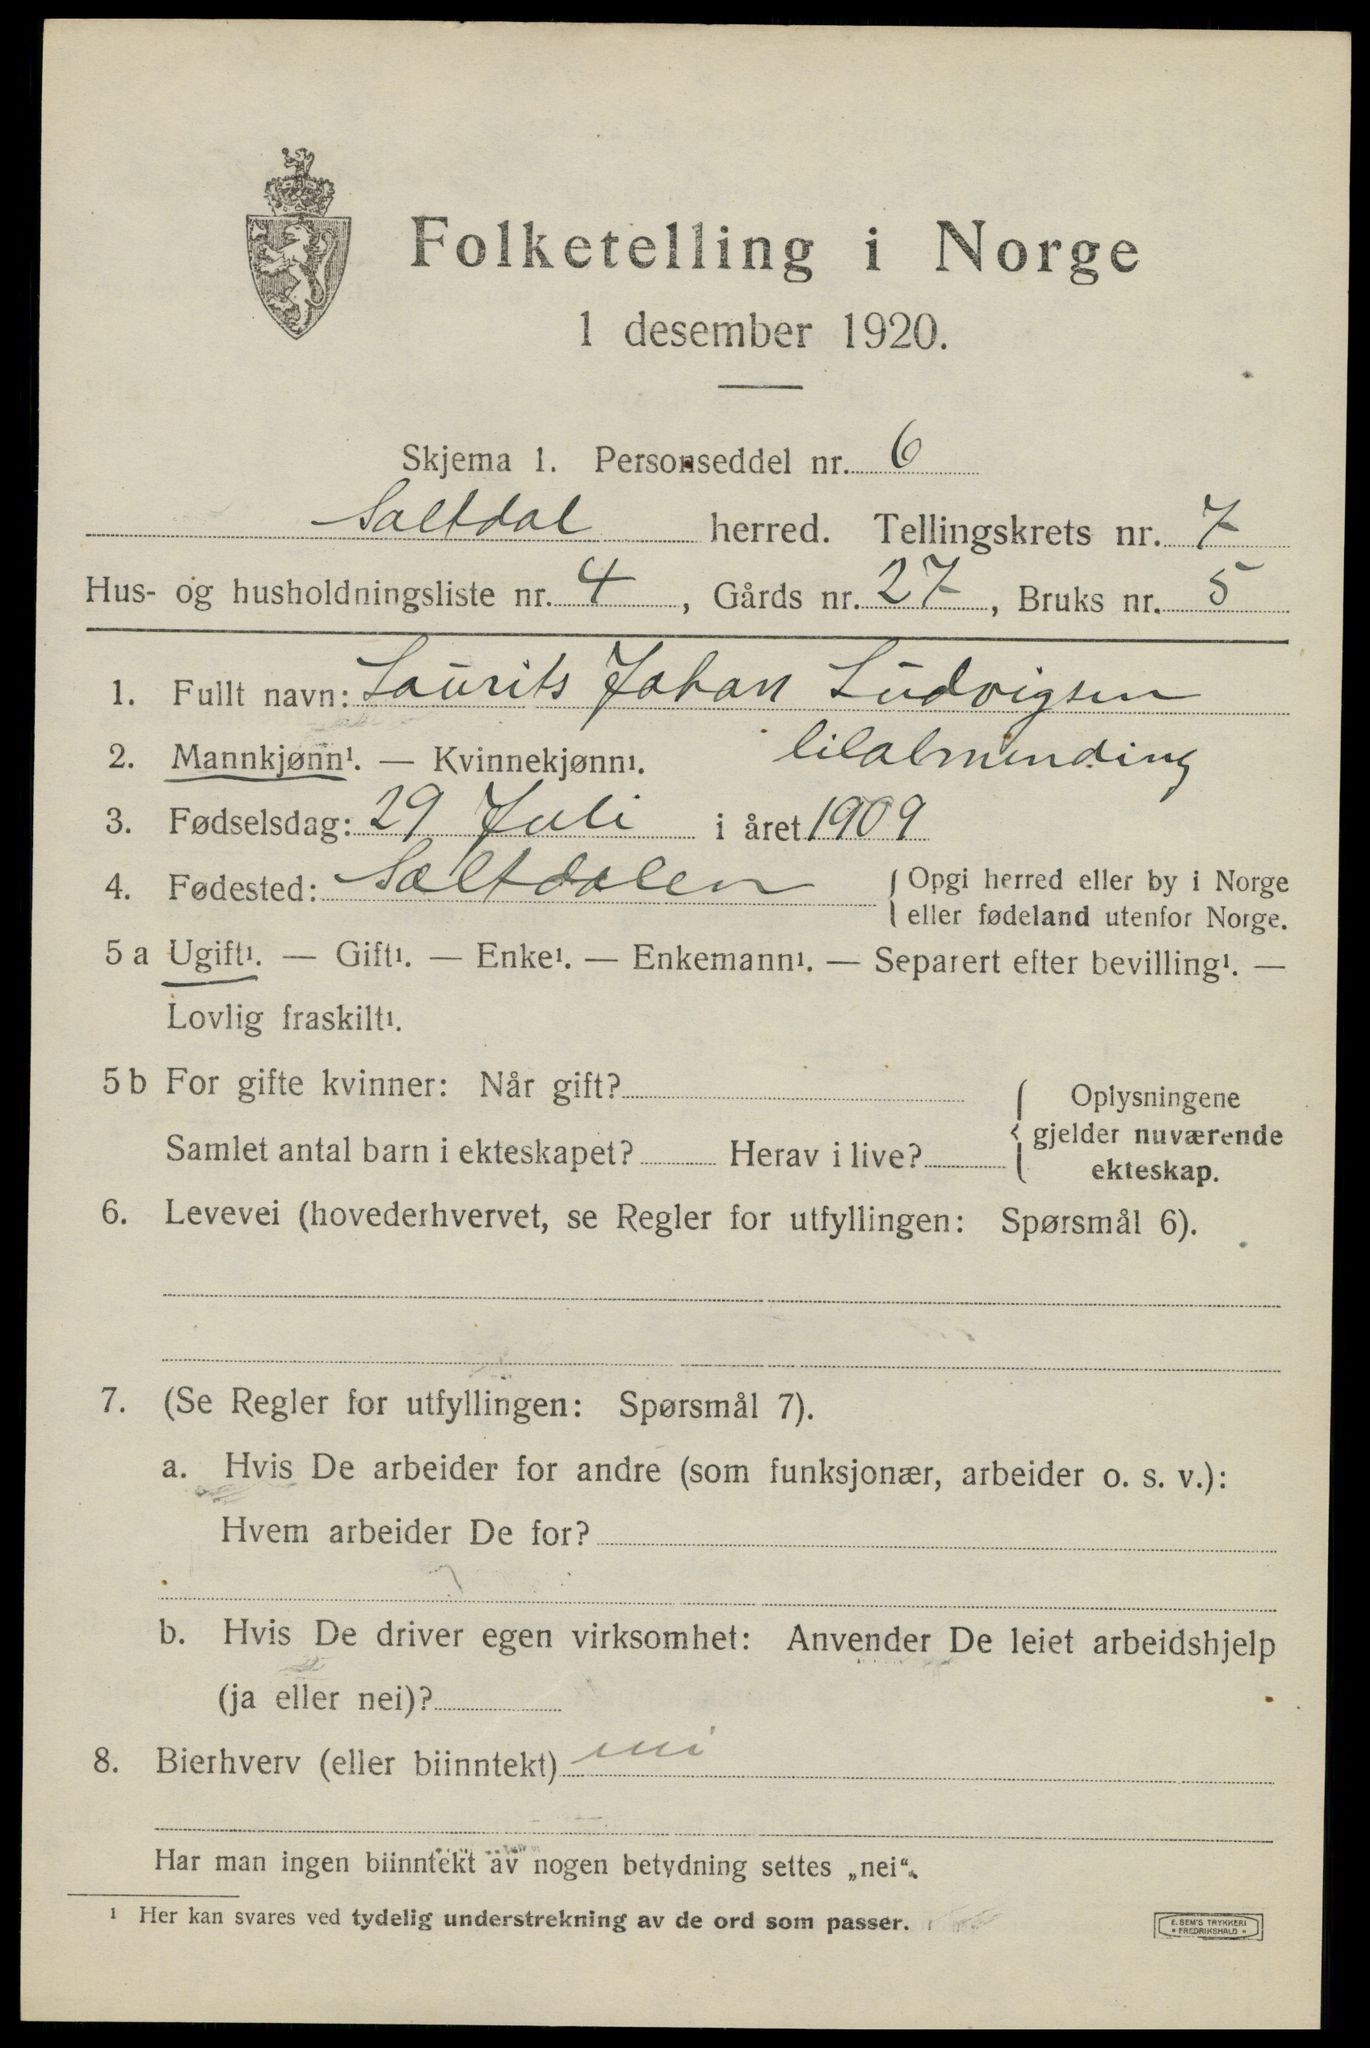 Folketelling i Norge
1 desember 1920.
Skjema 1. Personseddel nr. 6
Saltdal herred. Tellingskrets nr. 7
Hus- og husholdningsliste nr. 4, Gårds nr. 27, Bruks nr. 5
1. Fullt navn: Laurits Johan Ludvigsen
2. Mannkjønn¹. — Kvinnekjønn¹. lilalmending
3. Fødselsdag: 29 Juli i året 1909
4. Fødested: Saltdalen { Opgi herred eller by i Norge
eller fødeland utenfor Norge.
5 a Ugift¹. — Gift¹. — Enke¹. — Enkemann¹. — Separert efter bevilling¹. —
Lovlig fraskilt¹.
5 b For gifte kvinner: Når gift? { Oplysningene
gjelder nuværende
Samlet antal barn i ekteskapet? Herav i live? ekteskap.
6. Levevei (hovederhvervet, se Regler for utfyllingen: Spørsmål 6).
7. (Se Regler for utfyllingen: Spørsmål 7).
a. Hvis De arbeider for andre (som funksjonær, arbeider o. s. v.):
Hvem arbeider De for?
b. Hvis De driver egen virksomhet: Anvender De leiet arbeidshjelp
(ja eller nei)?
8. Bierhverv (eller biinntekt) nei
Har man ingen biinntekt av nogen betydning settes „nei“.
¹ Her kan svares ved tydelig understrekning av de ord som passer.
E. SEM'S TRYKKERI
FREDRIKSHALD